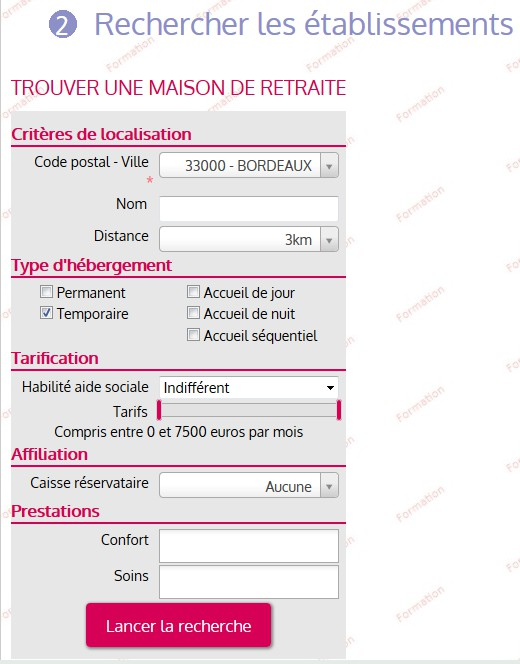 2 Rechercher les établissements
TROUVER UNE MAISON DE RETRAITE
Critères de localisation
Code postal - Ville * 33000 - BORDEAUX
Nom
Distance 3km
Type d'hébergement
Permanent Accueil de jour
Temporaire Accueil de nuit
Accueil séquentiel
Tarification
Habilité aide sociale Indifférent
Tarifs
Compris entre 0 et 7500 euros par mois
Affiliation
Caisse réservataire Aucune
Prestations
Confort
Soins
Lancer la recherche
Formation